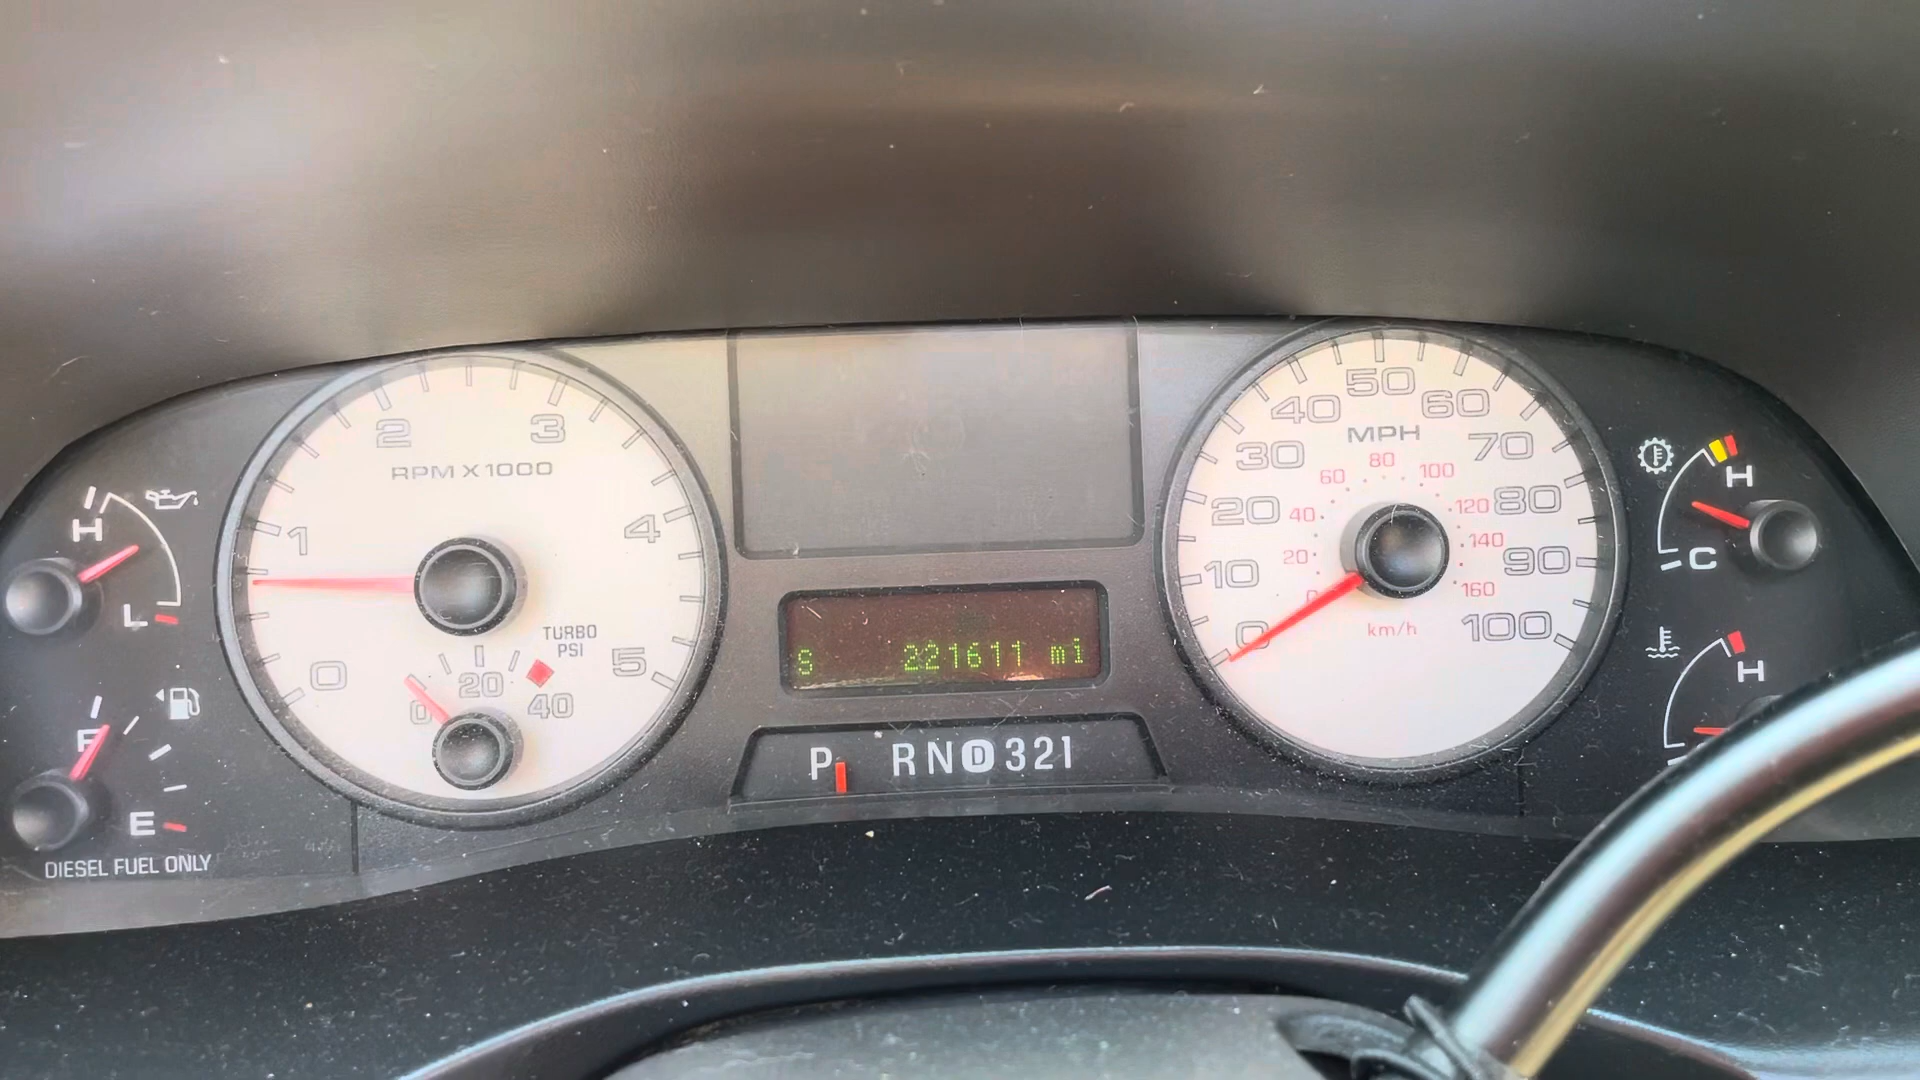 H
L
F
E
DIESEL FUEL ONLY
0 1 2 3 4 5
RPM X 1000
TURBO
PSI
0 20 40
S 221611 mi
P R N D 3 2 1
0 10 20 30 40 50 60 70 80 90 100
MPH
0 20 40 60 80 100 120 140 160
km/h
H
C
H